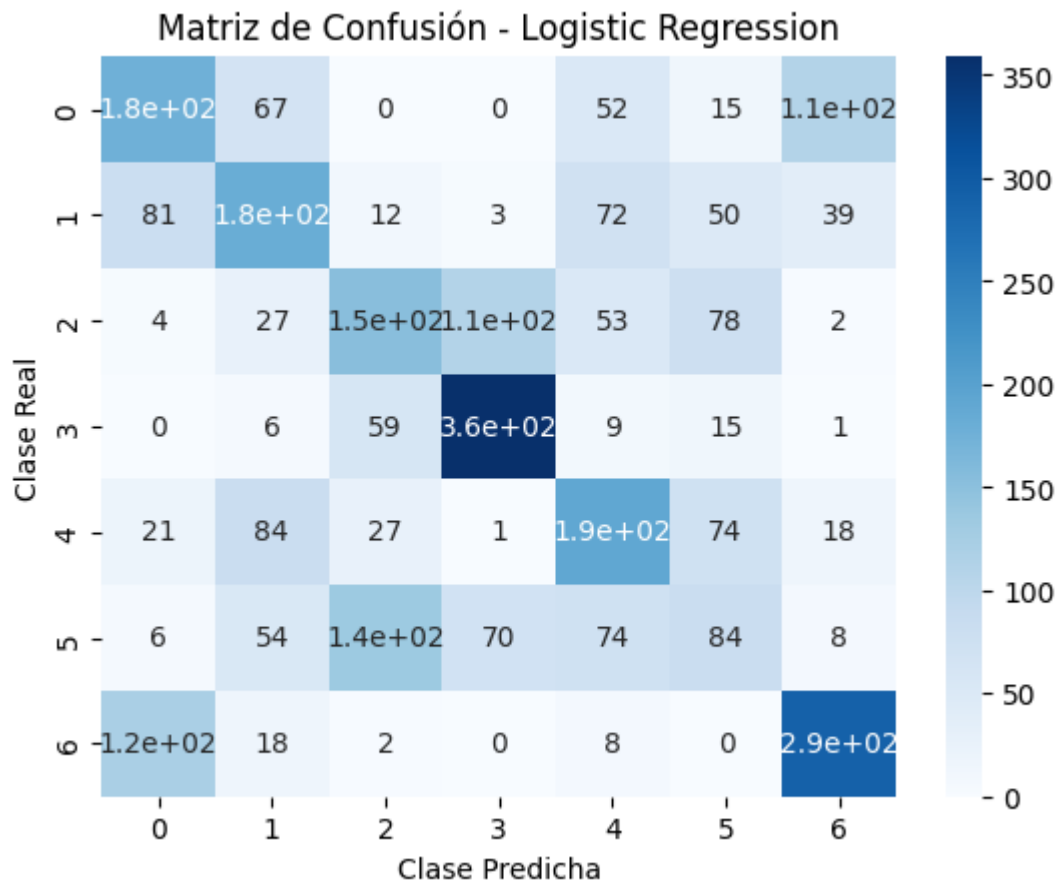 Matriz de Confusión - Logistic Regression
0 1.8e+02 67 0 0 52 15 1.1e+02
1 81 1.8e+02 12 3 72 50 39
2 4 27 1.5e+02 1.1e+02 53 78 2
3 0 6 59 3.6e+02 9 15 1
4 21 84 27 1 1.9e+02 74 18
5 6 54 1.4e+02 70 74 84 8
6 1.2e+02 18 2 0 8 0 2.9e+02
0 1 2 3 4 5 6
Clase Real
Clase Predicha
350
300
250
200
150
100
50
0